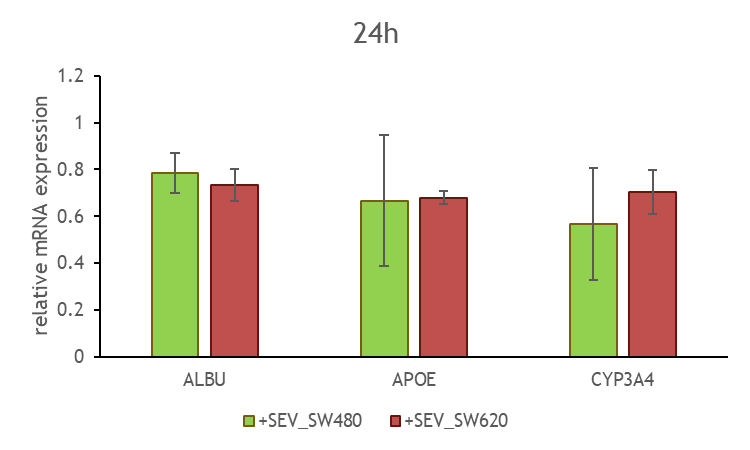 24h
relative mRNA expression
1.2
1
0.8
0.6
0.4
0.2
0
ALBU APOE CYP3A4
+SEV_SW480 +SEV_SW620